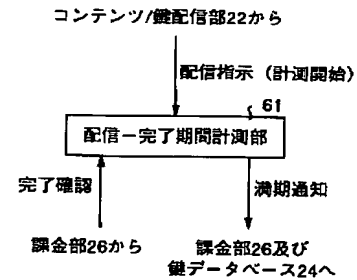 コンテンツ/鍵配信部22から
配信指示（計測開始）
61
配信－完了期間計測部
完了確認
満期通知
課金部26から
課金部26及び
鍵データベース24へ